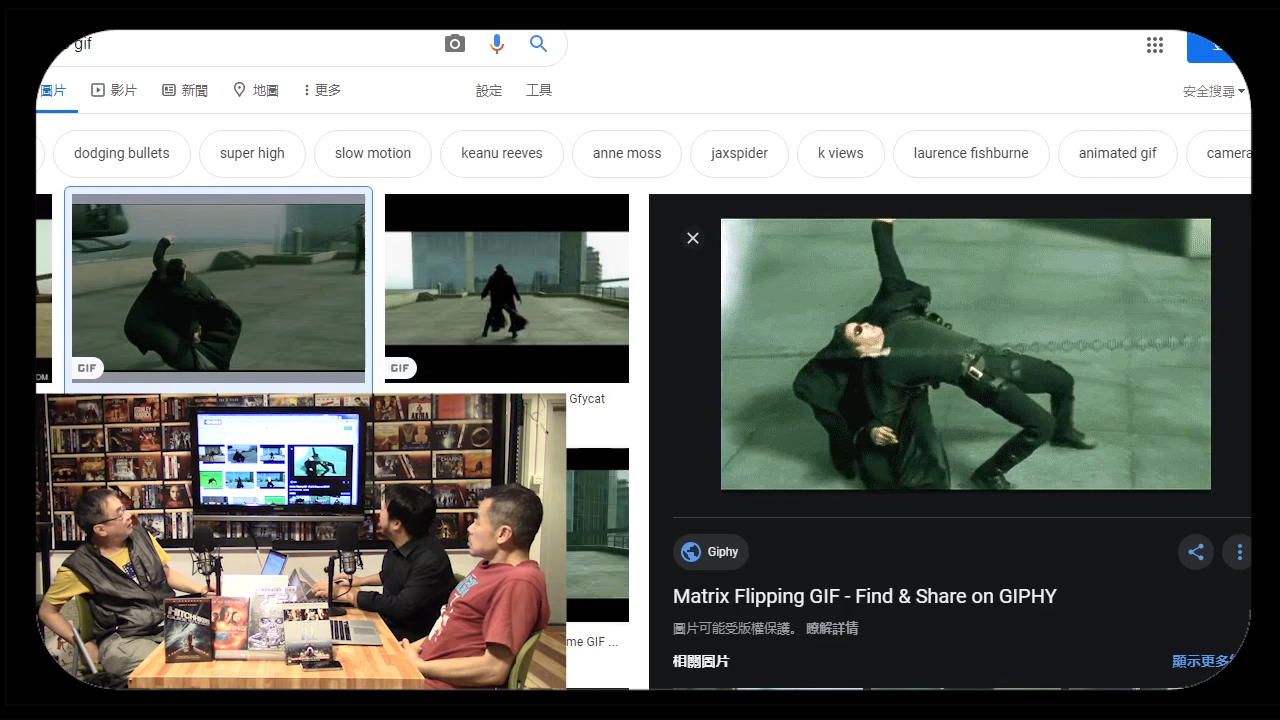 gif
圖片
影片
新聞
地圖
更多
設定
工具
安全搜尋
dodging bullets
super high
slow motion
keanu reeves
anne moss
jaxspider
k views
laurence fishburne
animated gif
camera
GIF
GIF
Gfycat
me GIF ...
Giphy
Matrix Flipping GIF - Find & Share on GIPHY
圖片可能受版權保護。 瞭解詳情
相關圖片
顯示更多